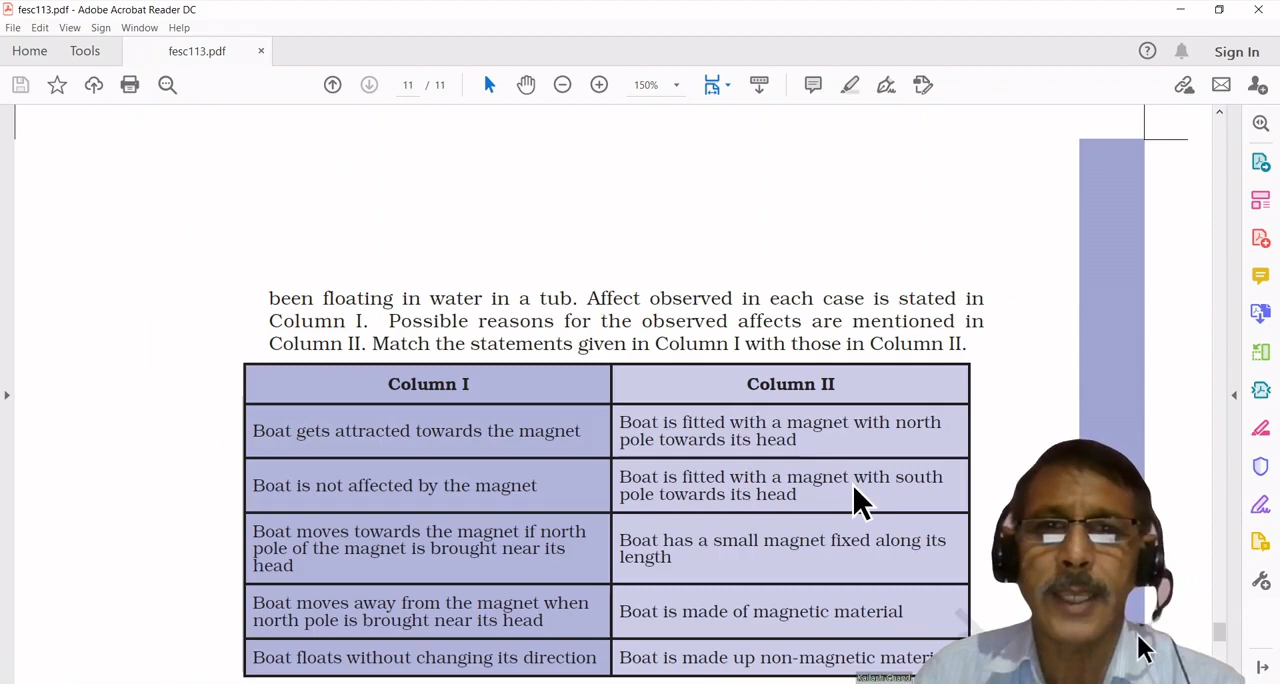 fesc113.pdf - Adobe Acrobat Reader DC
File Edit View Sign Window Help
Home Tools fesc113.pdf × Sign In
11 / 11 150%
been floating in water in a tub. Affect observed in each case is stated in
Column I. Possible reasons for the observed affects are mentioned in
Column II. Match the statements given in Column I with those in Column II.
Column I
Column II
Boat gets attracted towards the magnet
Boat is fitted with a magnet with north
pole towards its head
Boat is not affected by the magnet
Boat is fitted with a magnet with south
pole towards its head
Boat moves towards the magnet if north
pole of the magnet is brought near its
head
Boat has a small magnet fixed along its
length
Boat moves away from the magnet when
north pole is brought near its head
Boat is made of magnetic material
Boat floats without changing its direction
Boat is made up non-magnetic materi